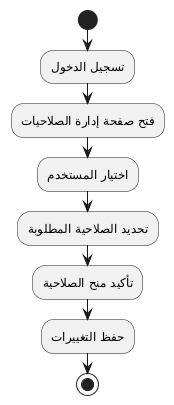 تسجيل الدخول
فتح صفحة إدارة الصلاحيات
اختيار المستخدم
تحديد الصلاحية المطلوبة
تأكيد منح الصلاحية
حفظ التغييرات